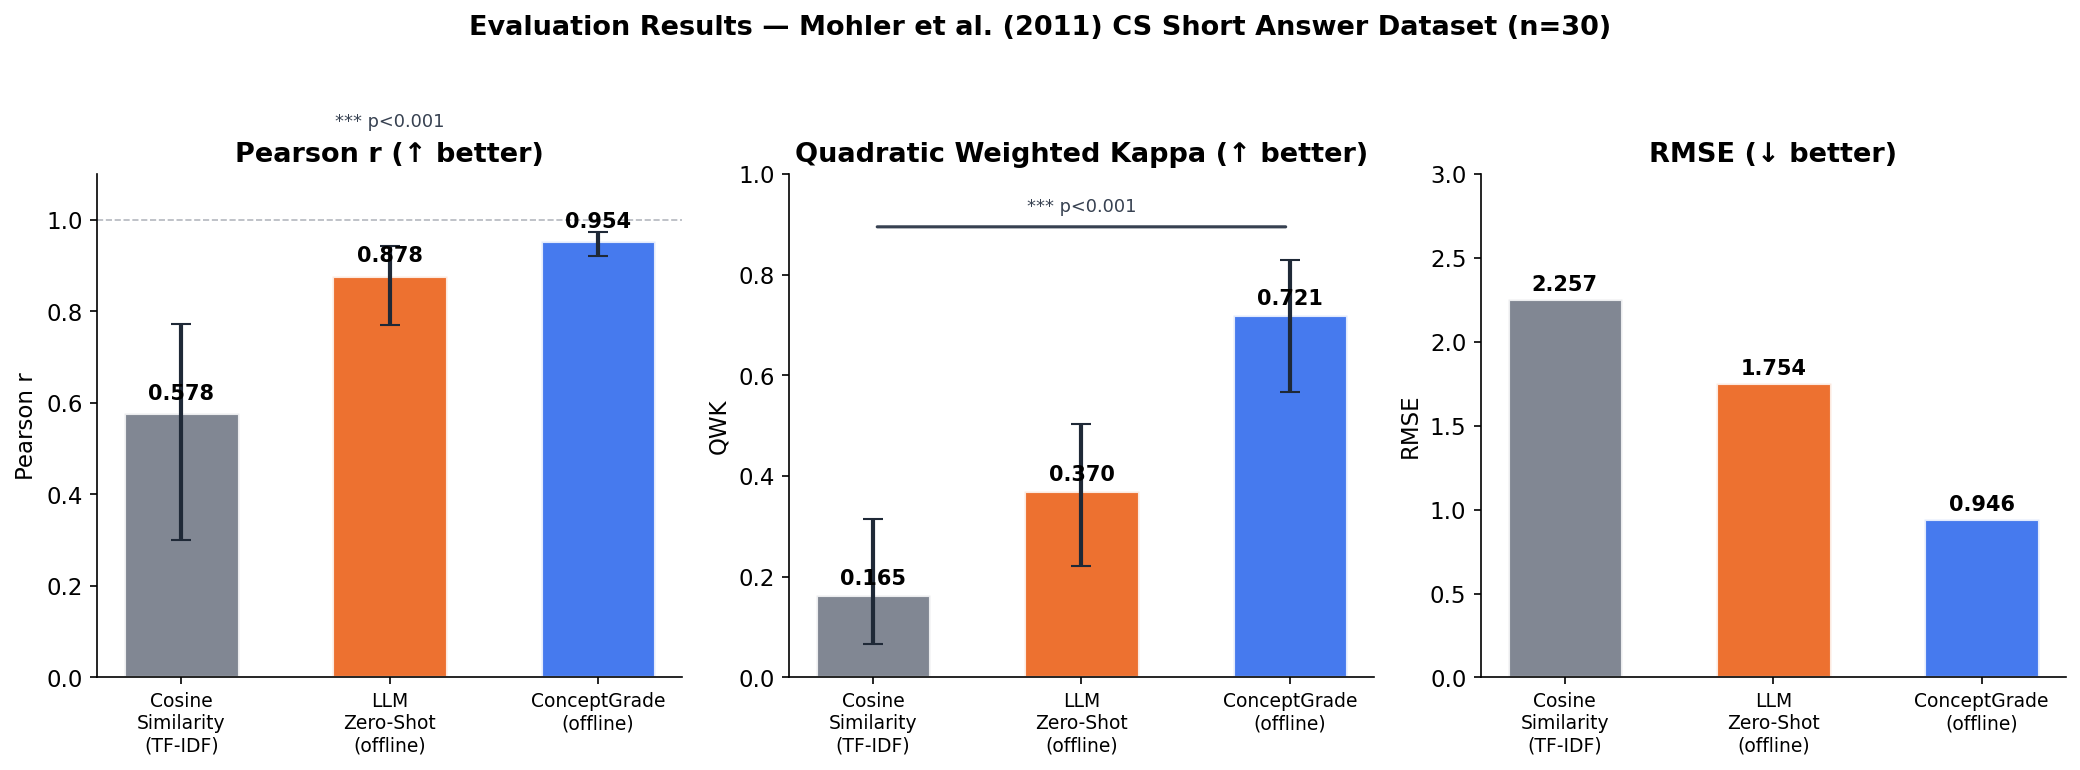 Evaluation Results — Mohler et al. (2011) CS Short Answer Dataset (n=30)
*** p<0.001
Pearson r (↑ better)
Pearson r
1.0
0.8
0.6
0.4
0.2
0.0
0.578
0.878
0.954
Cosine
Similarity
(TF-IDF)
LLM
Zero-Shot
(offline)
ConceptGrade
(offline)
Quadratic Weighted Kappa (↑ better)
*** p<0.001
QWK
1.0
0.8
0.6
0.4
0.2
0.0
0.165
0.370
0.721
Cosine
Similarity
(TF-IDF)
LLM
Zero-Shot
(offline)
ConceptGrade
(offline)
RMSE (↓ better)
RMSE
3.0
2.5
2.0
1.5
1.0
0.5
0.0
2.257
1.754
0.946
Cosine
Similarity
(TF-IDF)
LLM
Zero-Shot
(offline)
ConceptGrade
(offline)